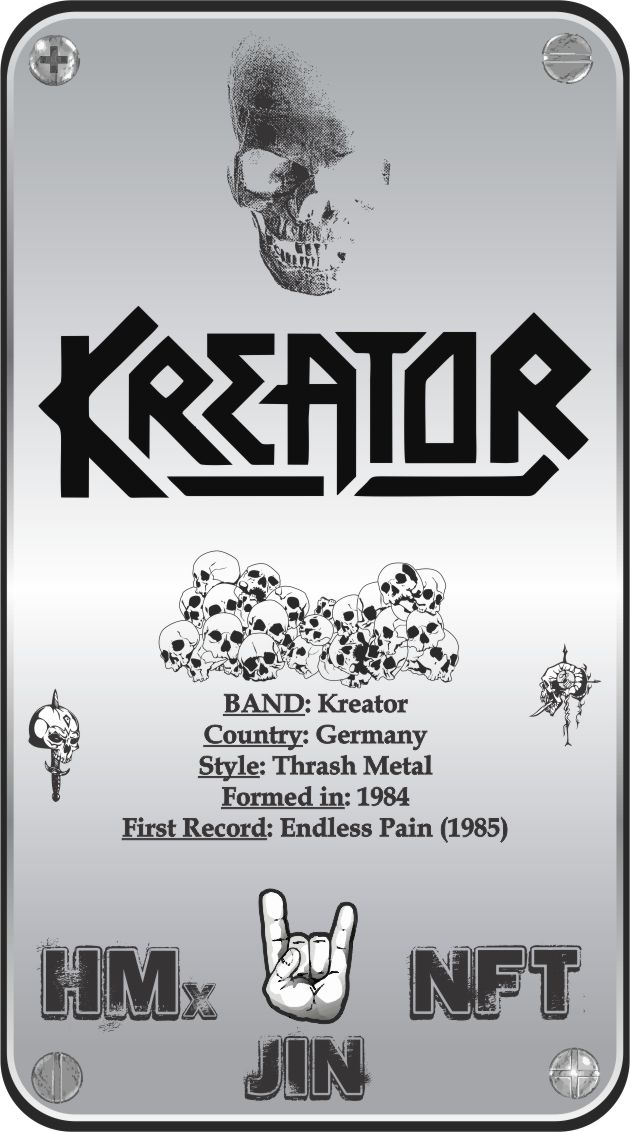 KREATOR
BAND: Kreator
Country: Germany
Style: Thrash Metal
Formed in: 1984
First Record: Endless Pain (1985)
HMx NFT
JIN